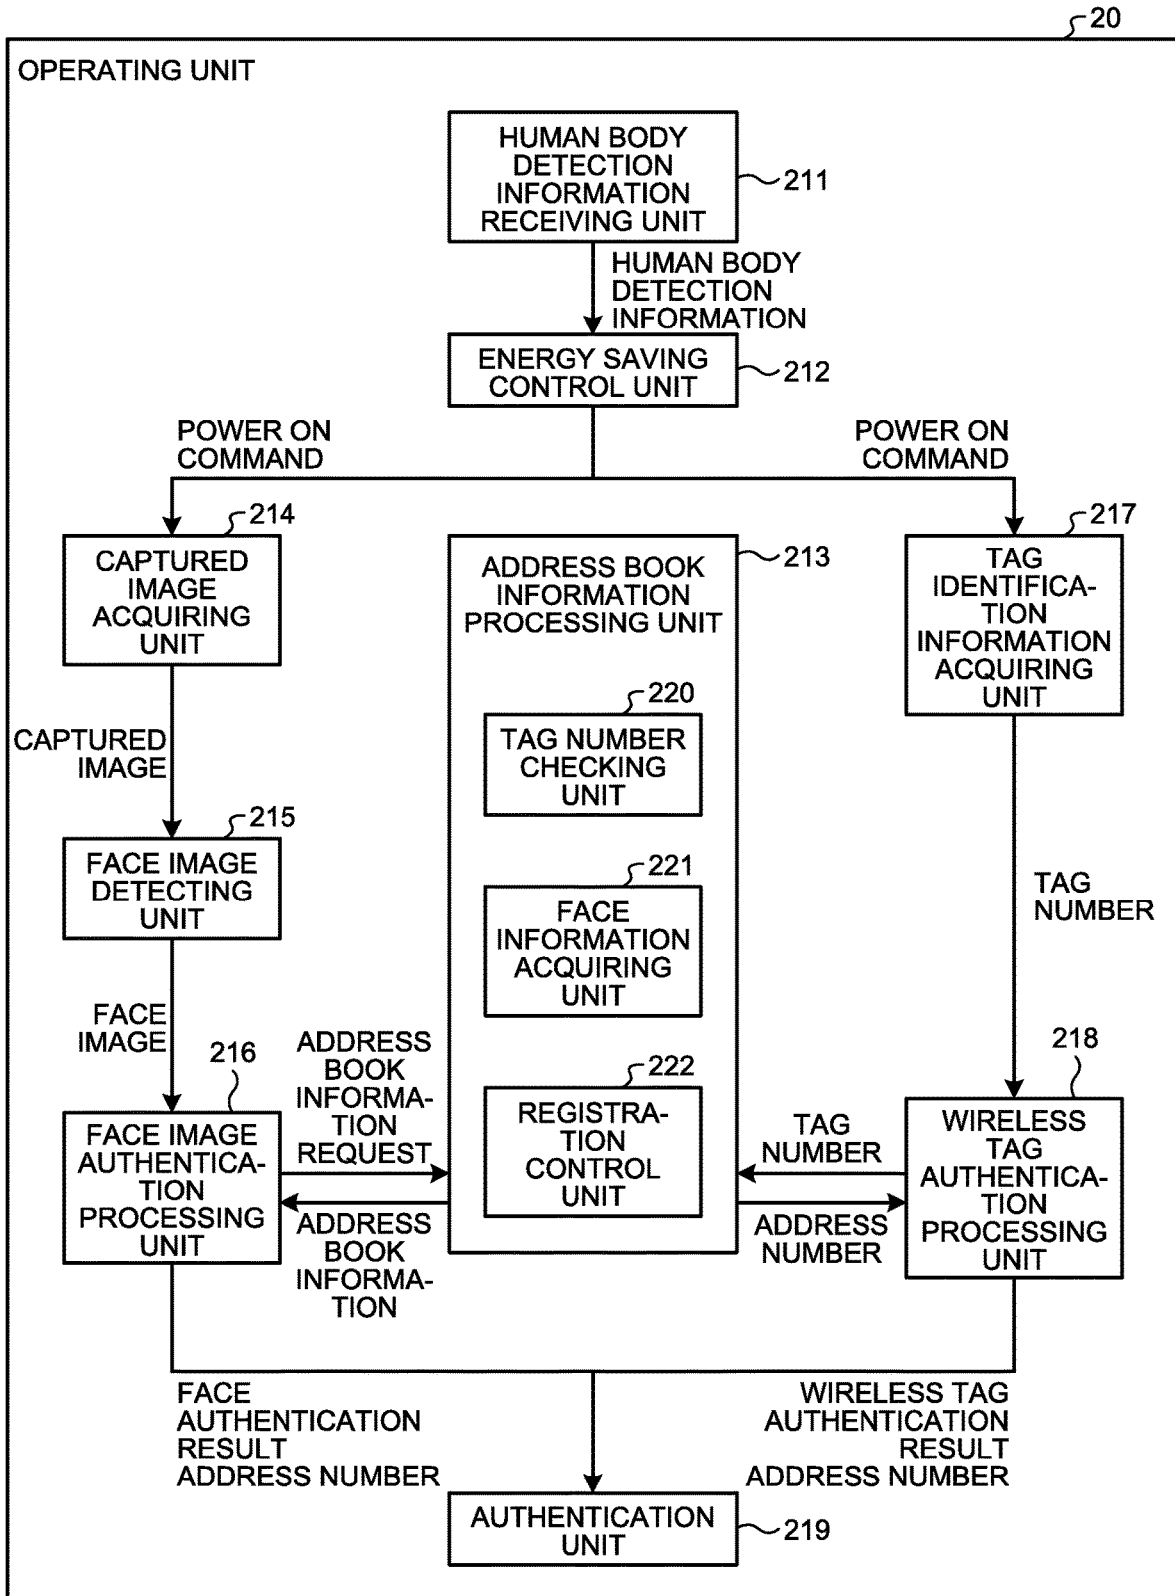 20
OPERATING UNIT
HUMAN BODY
DETECTION
INFORMATION
RECEIVING UNIT
211
HUMAN BODY
DETECTION
INFORMATION
ENERGY SAVING
CONTROL UNIT
212
POWER ON
COMMAND
POWER ON
COMMAND
214
CAPTURED
IMAGE
ACQUIRING
UNIT
213
ADDRESS BOOK
INFORMATION
PROCESSING UNIT
217
TAG
IDENTIFICA-
TION
INFORMATION
ACQUIRING
UNIT
220
TAG NUMBER
CHECKING
UNIT
CAPTURED
IMAGE
215
FACE IMAGE
DETECTING
UNIT
221
FACE
INFORMATION
ACQUIRING
UNIT
TAG
NUMBER
FACE
IMAGE
216
FACE IMAGE
AUTHENTICA-
TION
PROCESSING
UNIT
ADDRESS
BOOK
INFORMA-
TION
REQUEST
ADDRESS
BOOK
INFORMA-
TION
222
REGISTRA-
TION
CONTROL
UNIT
TAG
NUMBER
ADDRESS
NUMBER
218
WIRELESS
TAG
AUTHENTICA-
TION
PROCESSING
UNIT
FACE
AUTHENTICATION
RESULT
ADDRESS NUMBER
WIRELESS TAG
AUTHENTICATION
RESULT
ADDRESS NUMBER
AUTHENTICATION
UNIT
219